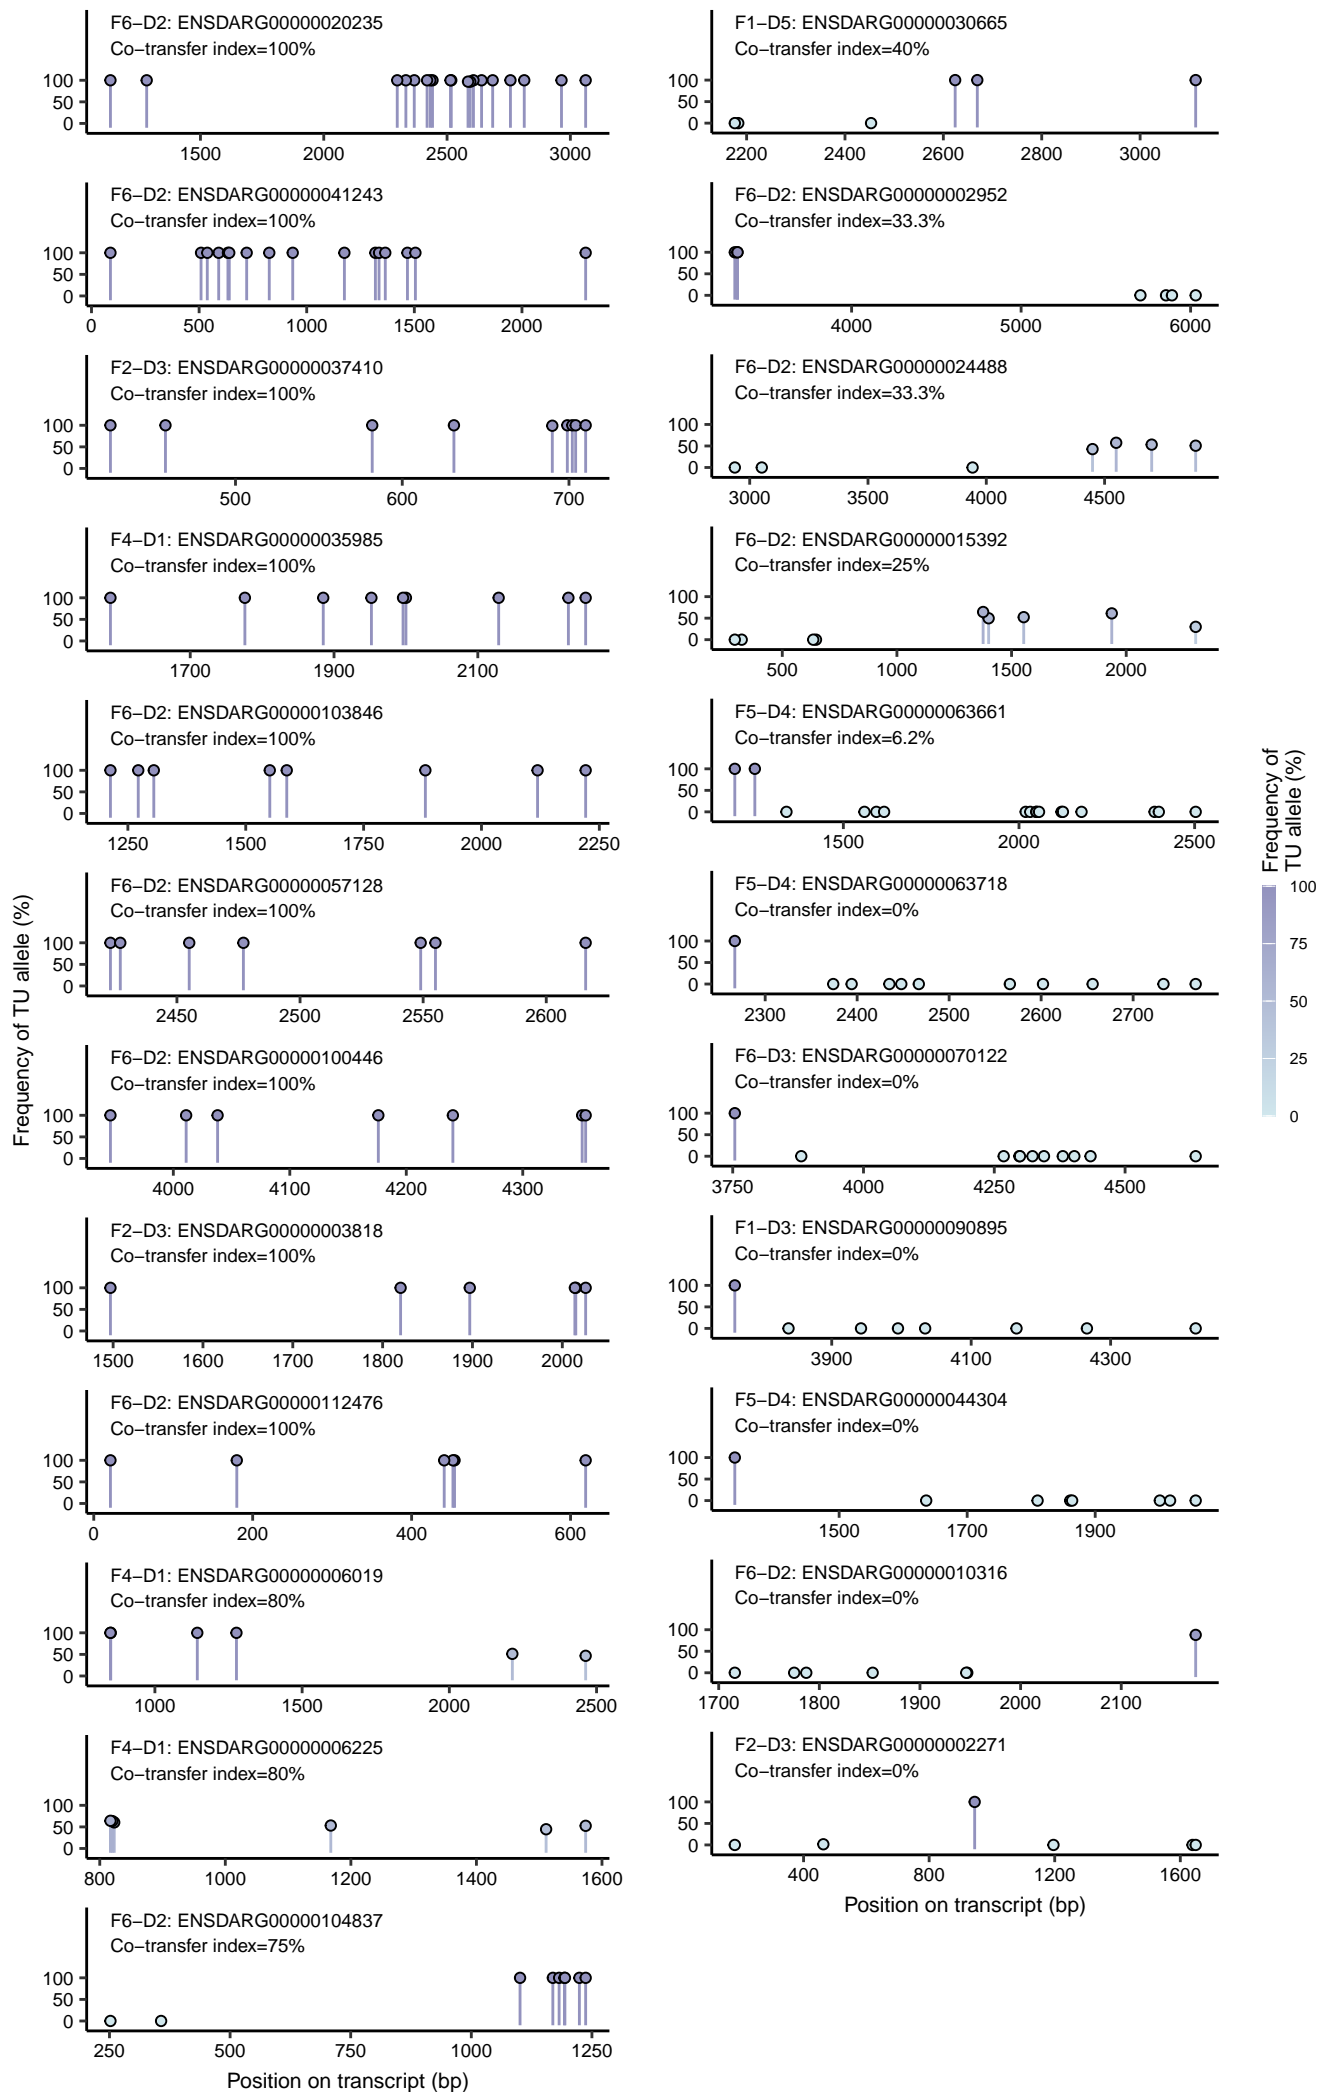 F6−D2: ENSDARG00000020235
Co−transfer index=100%
100
50
0
1500 2000 2500 3000
F6−D2: ENSDARG00000041243
Co−transfer index=100%
100
50
0
0 500 1000 1500 2000
F2−D3: ENSDARG00000037410
Co−transfer index=100%
100
50
0
500 600 700
F4−D1: ENSDARG00000035985
Co−transfer index=100%
100
50
0
1700 1900 2100
F6−D2: ENSDARG00000103846
Co−transfer index=100%
100
50
0
1250 1500 1750 2000 2250
F6−D2: ENSDARG00000057128
Co−transfer index=100%
100
50
0
2450 2500 2550 2600
F6−D2: ENSDARG00000100446
Co−transfer index=100%
100
50
0
4000 4100 4200 4300
F2−D3: ENSDARG00000003818
Co−transfer index=100%
100
50
0
1500 1600 1700 1800 1900 2000
F6−D2: ENSDARG00000112476
Co−transfer index=100%
100
50
0
0 200 400 600
F4−D1: ENSDARG00000006019
Co−transfer index=80%
100
50
0
1000 1500 2000 2500
F4−D1: ENSDARG00000006225
Co−transfer index=80%
100
50
0
800 1000 1200 1400 1600
F6−D2: ENSDARG00000104837
Co−transfer index=75%
100
50
0
250 500 750 1000 1250
Position on transcript (bp)
Frequency of TU allele (%)
F1−D5: ENSDARG00000030665
Co−transfer index=40%
100
50
0
2200 2400 2600 2800 3000
F6−D2: ENSDARG00000002952
Co−transfer index=33.3%
100
50
0
4000 5000 6000
F6−D2: ENSDARG00000024488
Co−transfer index=33.3%
100
50
0
3000 3500 4000 4500
F6−D2: ENSDARG00000015392
Co−transfer index=25%
100
50
0
500 1000 1500 2000
F5−D4: ENSDARG00000063661
Co−transfer index=6.2%
100
50
0
1500 2000 2500
F5−D4: ENSDARG00000063718
Co−transfer index=0%
100
50
0
2300 2400 2500 2600 2700
F6−D3: ENSDARG00000070122
Co−transfer index=0%
100
50
0
3750 4000 4250 4500
F1−D3: ENSDARG00000090895
Co−transfer index=0%
100
50
0
3900 4100 4300
F5−D4: ENSDARG00000044304
Co−transfer index=0%
100
50
0
1500 1700 1900
F6−D2: ENSDARG00000010316
Co−transfer index=0%
100
50
0
1700 1800 1900 2000 2100
F2−D3: ENSDARG00000002271
Co−transfer index=0%
100
50
0
400 800 1200 1600
Position on transcript (bp)
Frequency of
TU allele (%)
100
75
50
25
0